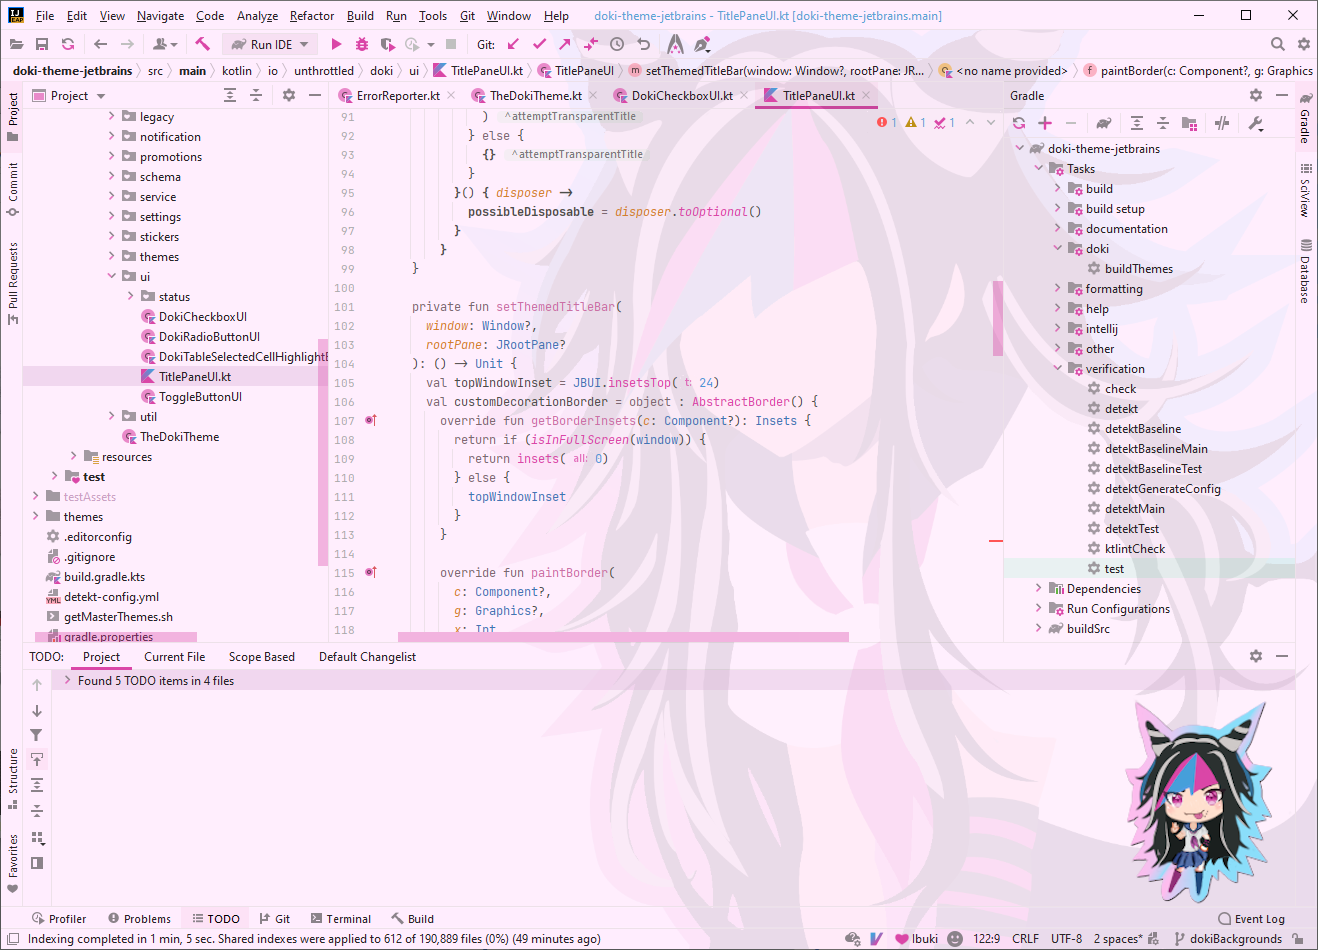 File Edit View Navigate Code Analyze Refactor Build Run Tools Git Window Help doki-theme-jetbrains - TitlePaneUI.kt [doki-theme-jetbrains.main]
Run IDE Git:
doki-theme-jetbrains src main kotlin io unthrottled doki ui TitlePaneUI.kt TitlePaneUI setThemedTitleBar(window: Window?, rootPane: JR... <no name provided> paintBorder(c: Component?, g: Graphics
Project
ErrorReporter.kt TheDokiTheme.kt DokiCheckboxUI.kt TitlePaneUI.kt
Gradle
Project
Commit
Pull Requests
Structure
Favorites
legacy
notification
promotions
schema
service
settings
stickers
themes
ui
status
DokiCheckboxUI
DokiRadioButtonUI
DokiTableSelectedCellHighlightB
TitlePaneUI.kt
ToggleButtonUI
util
TheDokiTheme
resources
test
testAssets
themes
.editorconfig
.gitignore
build.gradle.kts
detekt-config.yml
getMasterThemes.sh
gradle.properties
1 1 1
91 ) ^attemptTransparentTitle
92 } else {
93 {} ^attemptTransparentTitle
94 }
95 }() { disposer ->
96 possibleDisposable = disposer.toOptional()
97 }
98 }
99 }
100
101 private fun setThemedTitleBar(
102 window: Window?,
103 rootPane: JRootPane?
104 ): () -> Unit {
105 val topWindowInset = JBUI.insetsTop( t: 24)
106 val customDecorationBorder = object : AbstractBorder() {
107 override fun getBorderInsets(c: Component?): Insets {
108 return if (isInFullScreen(window)) {
109 return insets( all: 0)
110 } else {
111 topWindowInset
112 }
113 }
114
115 override fun paintBorder(
116 c: Component?,
117 g: Graphics?,
118 x: Int
doki-theme-jetbrains
Tasks
build
build setup
documentation
doki
buildThemes
formatting
help
intellij
other
verification
check
detekt
detektBaseline
detektBaselineMain
detektBaselineTest
detektGenerateConfig
detektMain
detektTest
ktlintCheck
test
Dependencies
Run Configurations
buildSrc
Gradle
SciView
Database
TODO: Project Current File Scope Based Default Changelist
Found 5 TODO items in 4 files
Profiler Problems TODO Git Terminal Build Event Log
Indexing completed in 1 min, 5 sec. Shared indexes were applied to 612 of 190,889 files (0%) (49 minutes ago) Ibuki 122:9 CRLF UTF-8 2 spaces* dokiBackgrounds